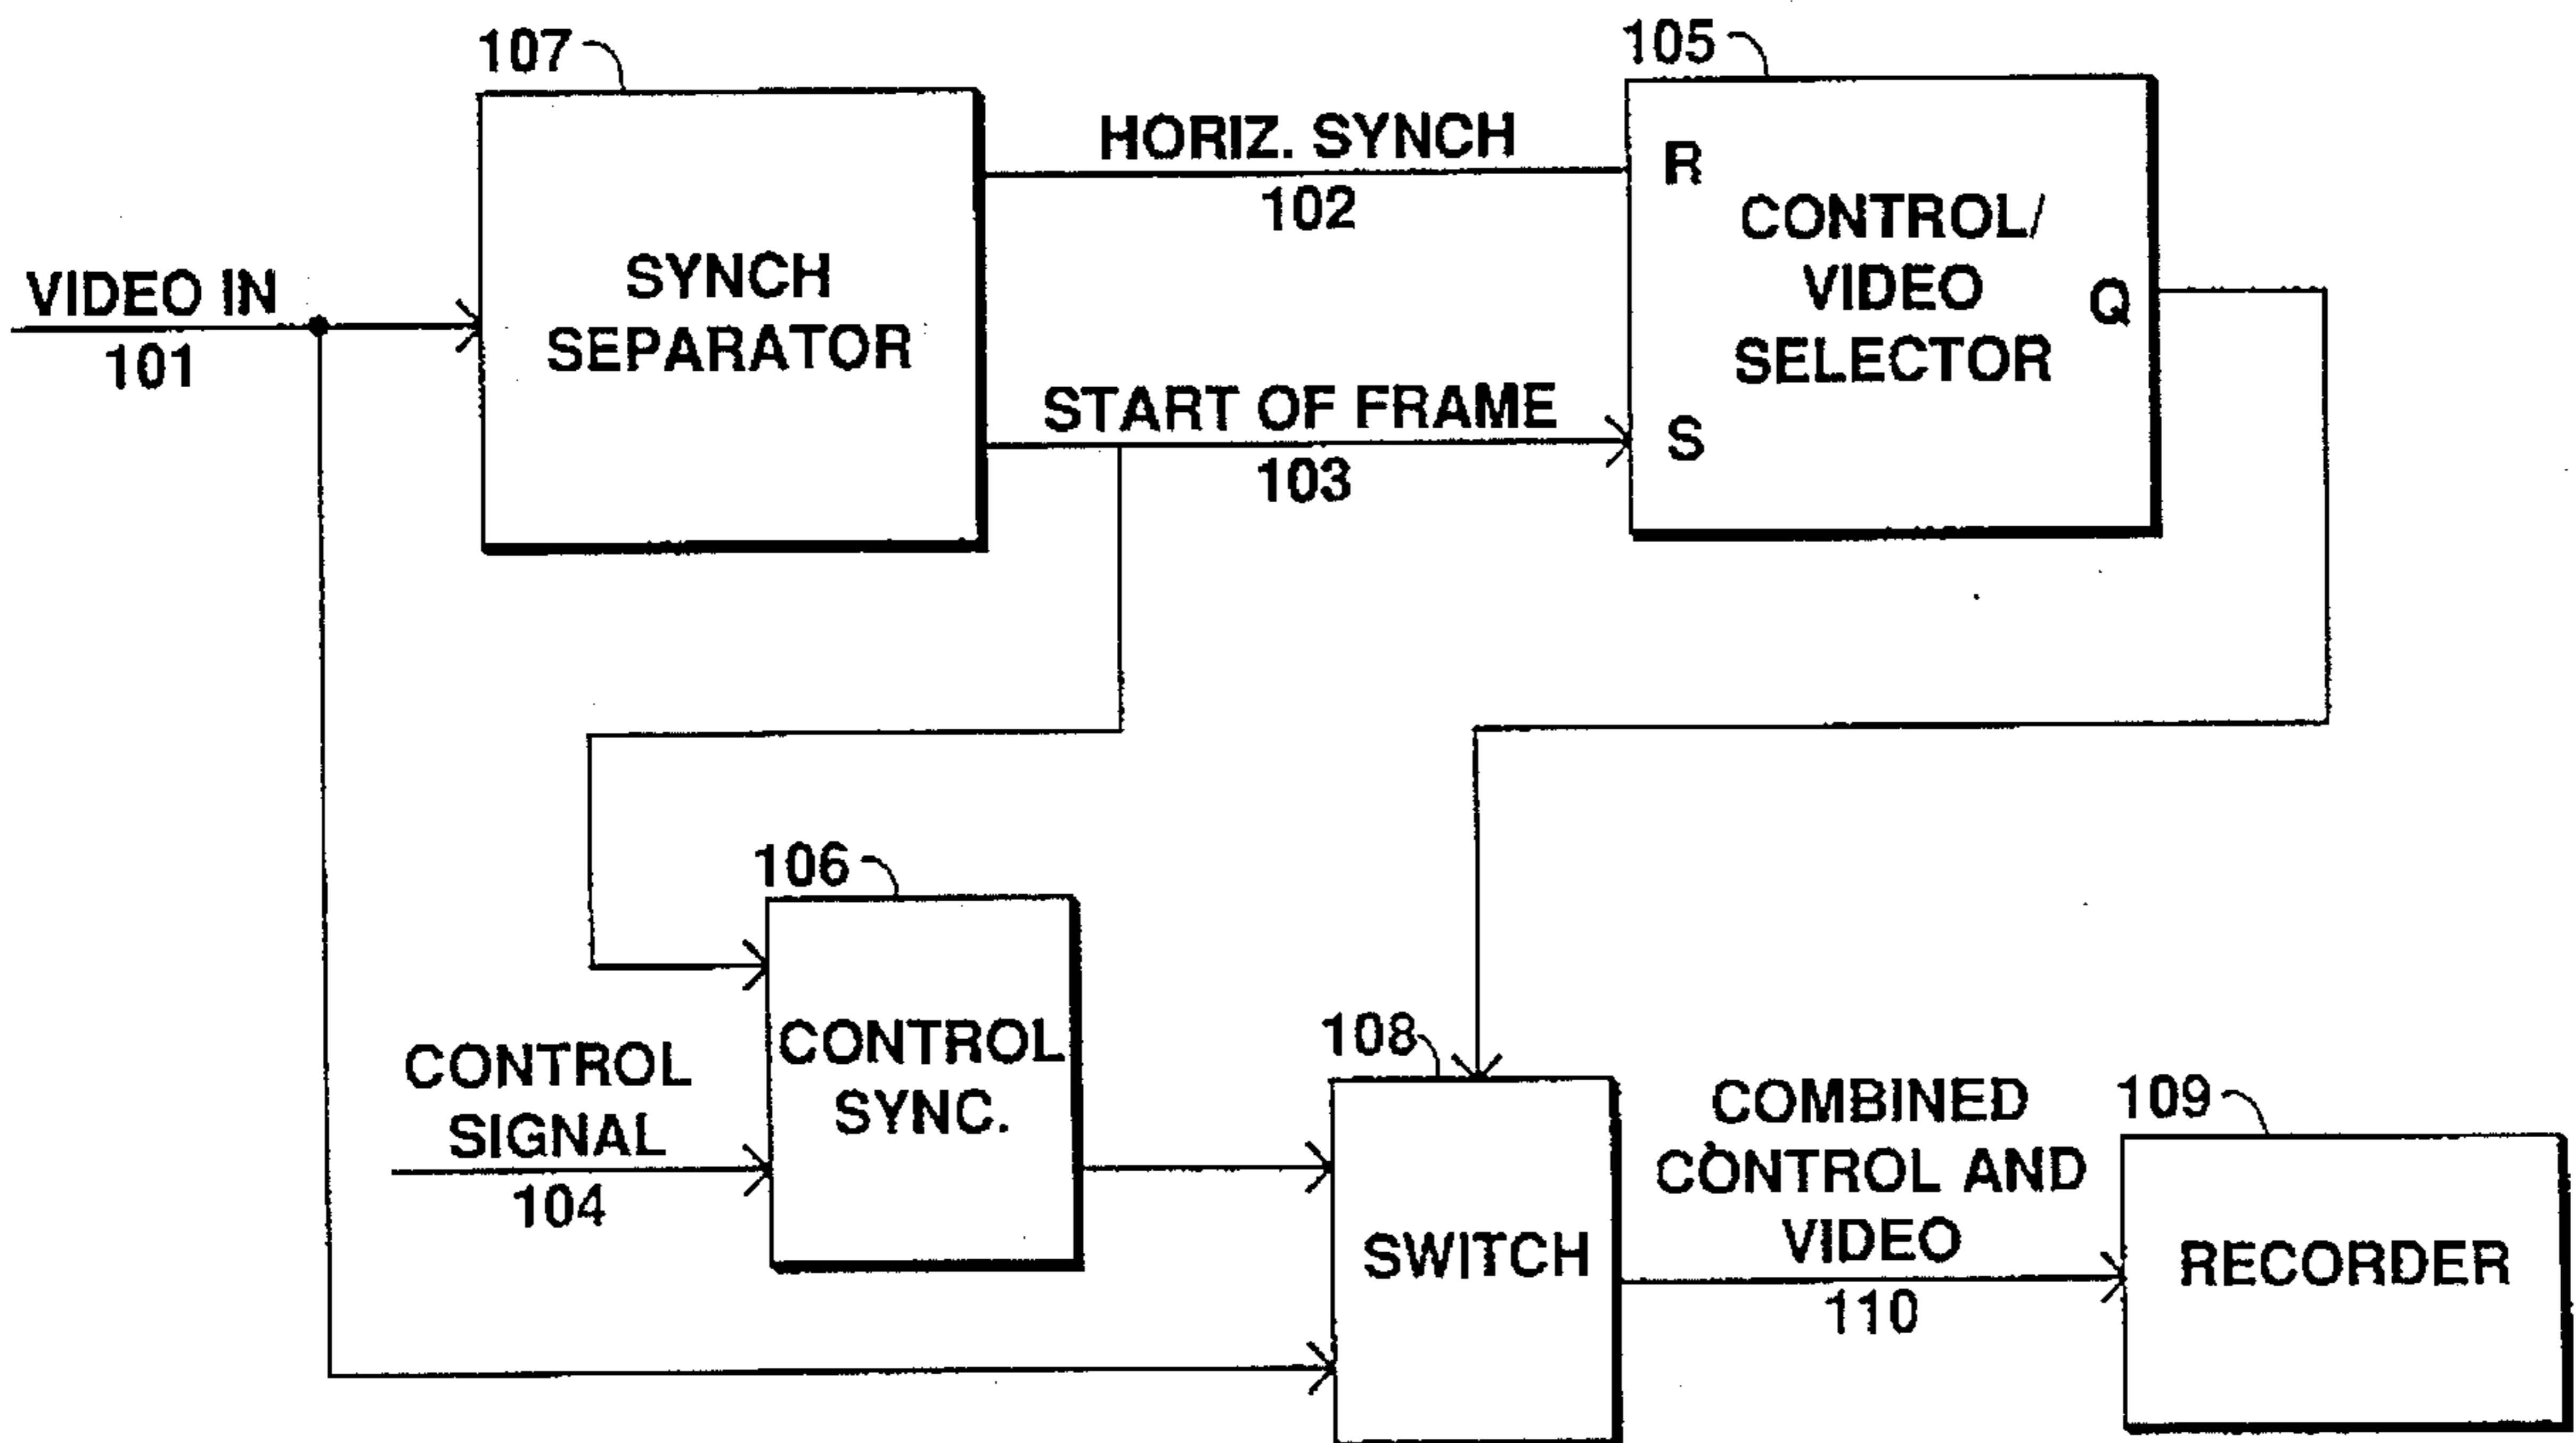 107
105
HORIZ. SYNCH
102
R
CONTROL/
VIDEO
SELECTOR
Q
S
VIDEO IN
101
SYNCH
SEPARATOR
START OF FRAME
103
106
CONTROL
SYNC.
CONTROL
SIGNAL
104
108
SWITCH
COMBINED
CONTROL AND
VIDEO
110
109
RECORDER